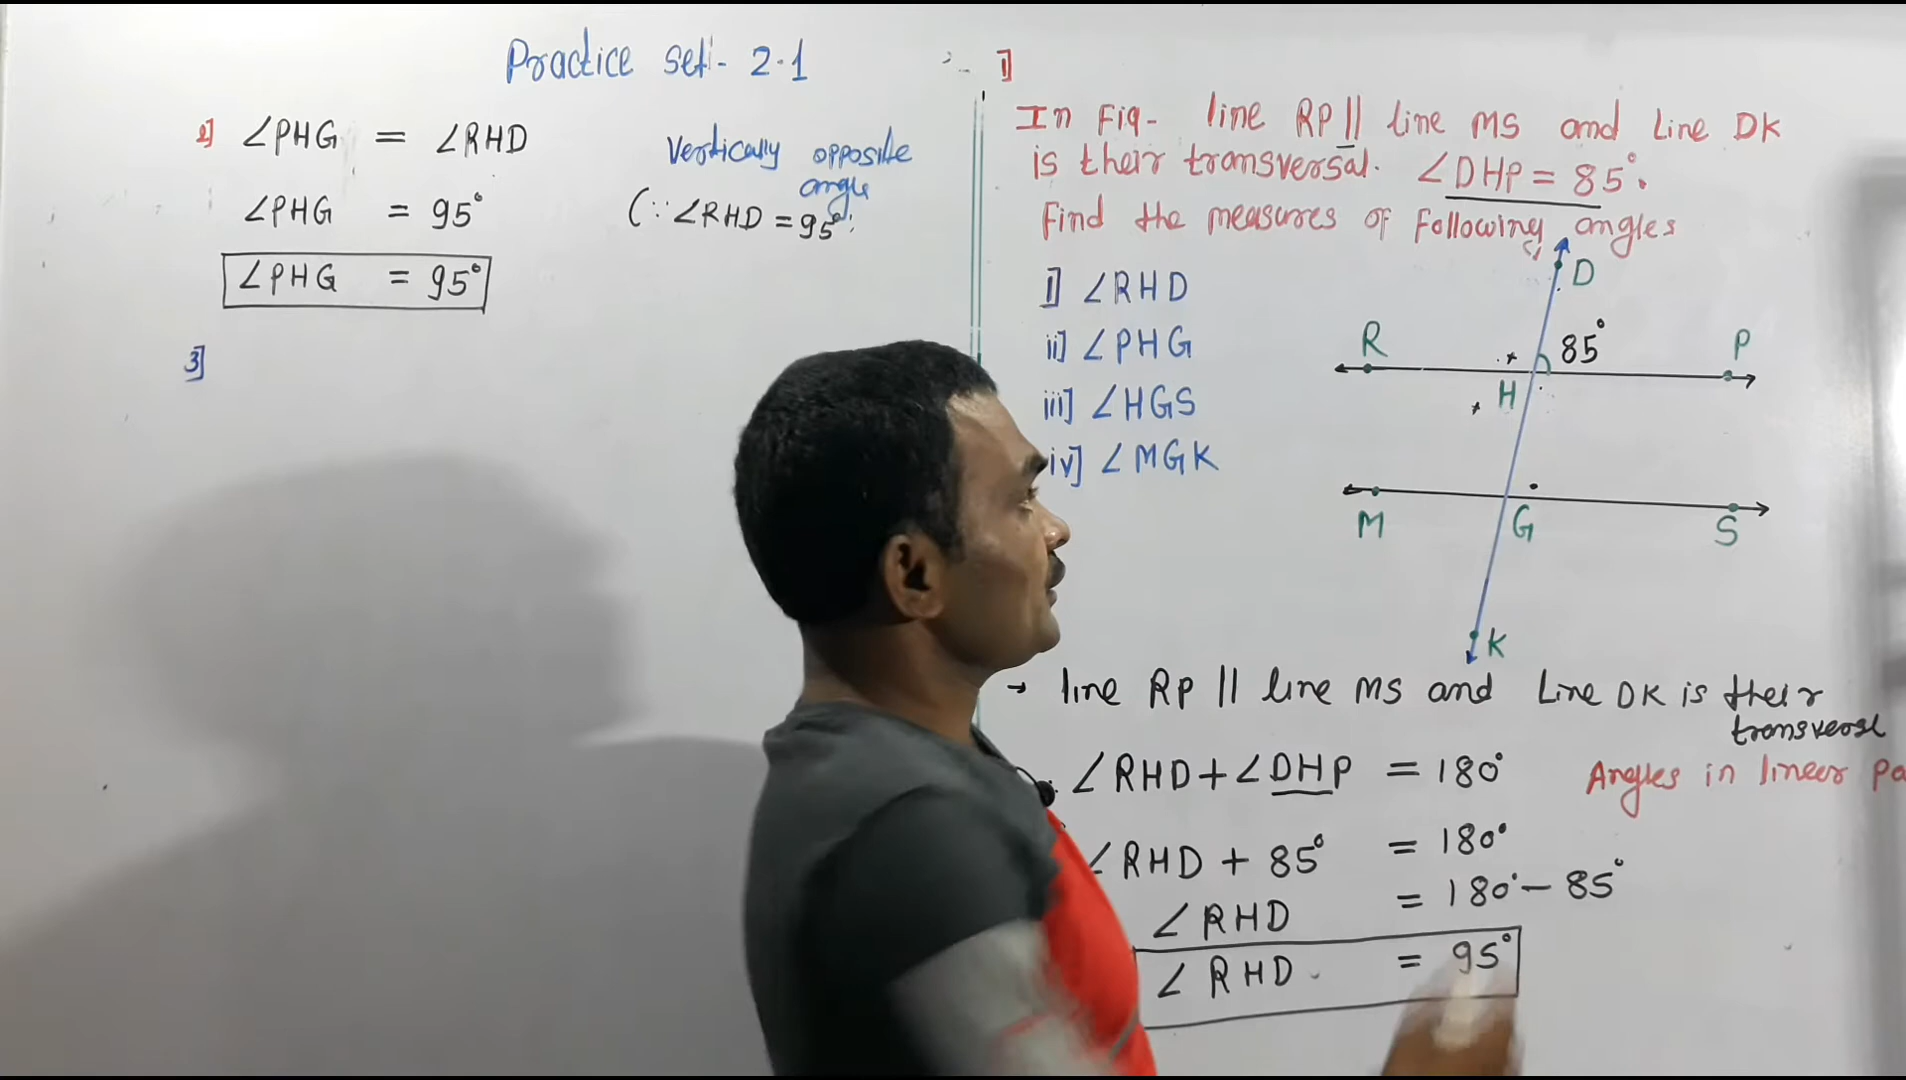 Practice set:- 2.1
2] ∠PHG = ∠RHD
Vertically opposite
angle
∠PHG = 95°
(∵ ∠RHD = 95°
∠PHG = 95°
3]
1]
In Fig- line RP || line MS and Line DK
is their transversal. ∠DHP = 85°.
Find the measures of Following angles
i] ∠RHD
ii] ∠PHG
iii] ∠HGS
iv] ∠MGK
D
R
85°
P
H
M
G
S
K
→ line RP || line MS and Line DK is their
∠RHD + ∠DHP = 180°
Angles in
∠RHD + 85° = 180°
∠RHD = 180° - 85°
∠RHD = 95°